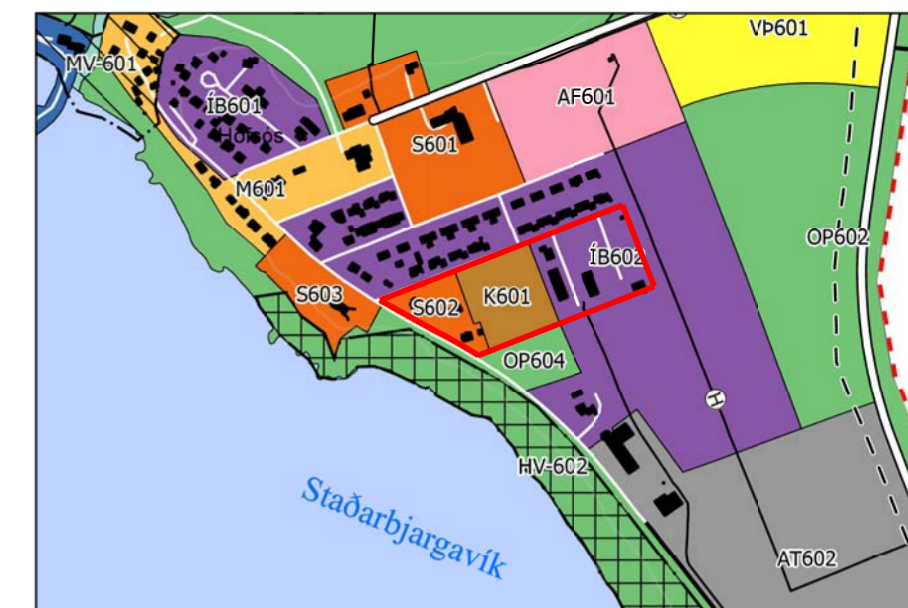 VÞ601
MV-601
AF601
ÍB601
Hofsós
S601
M601
OP602
ÍB602
S603
S602
K601
OP604
H
HV-602
Staðarbjargavík
AT602